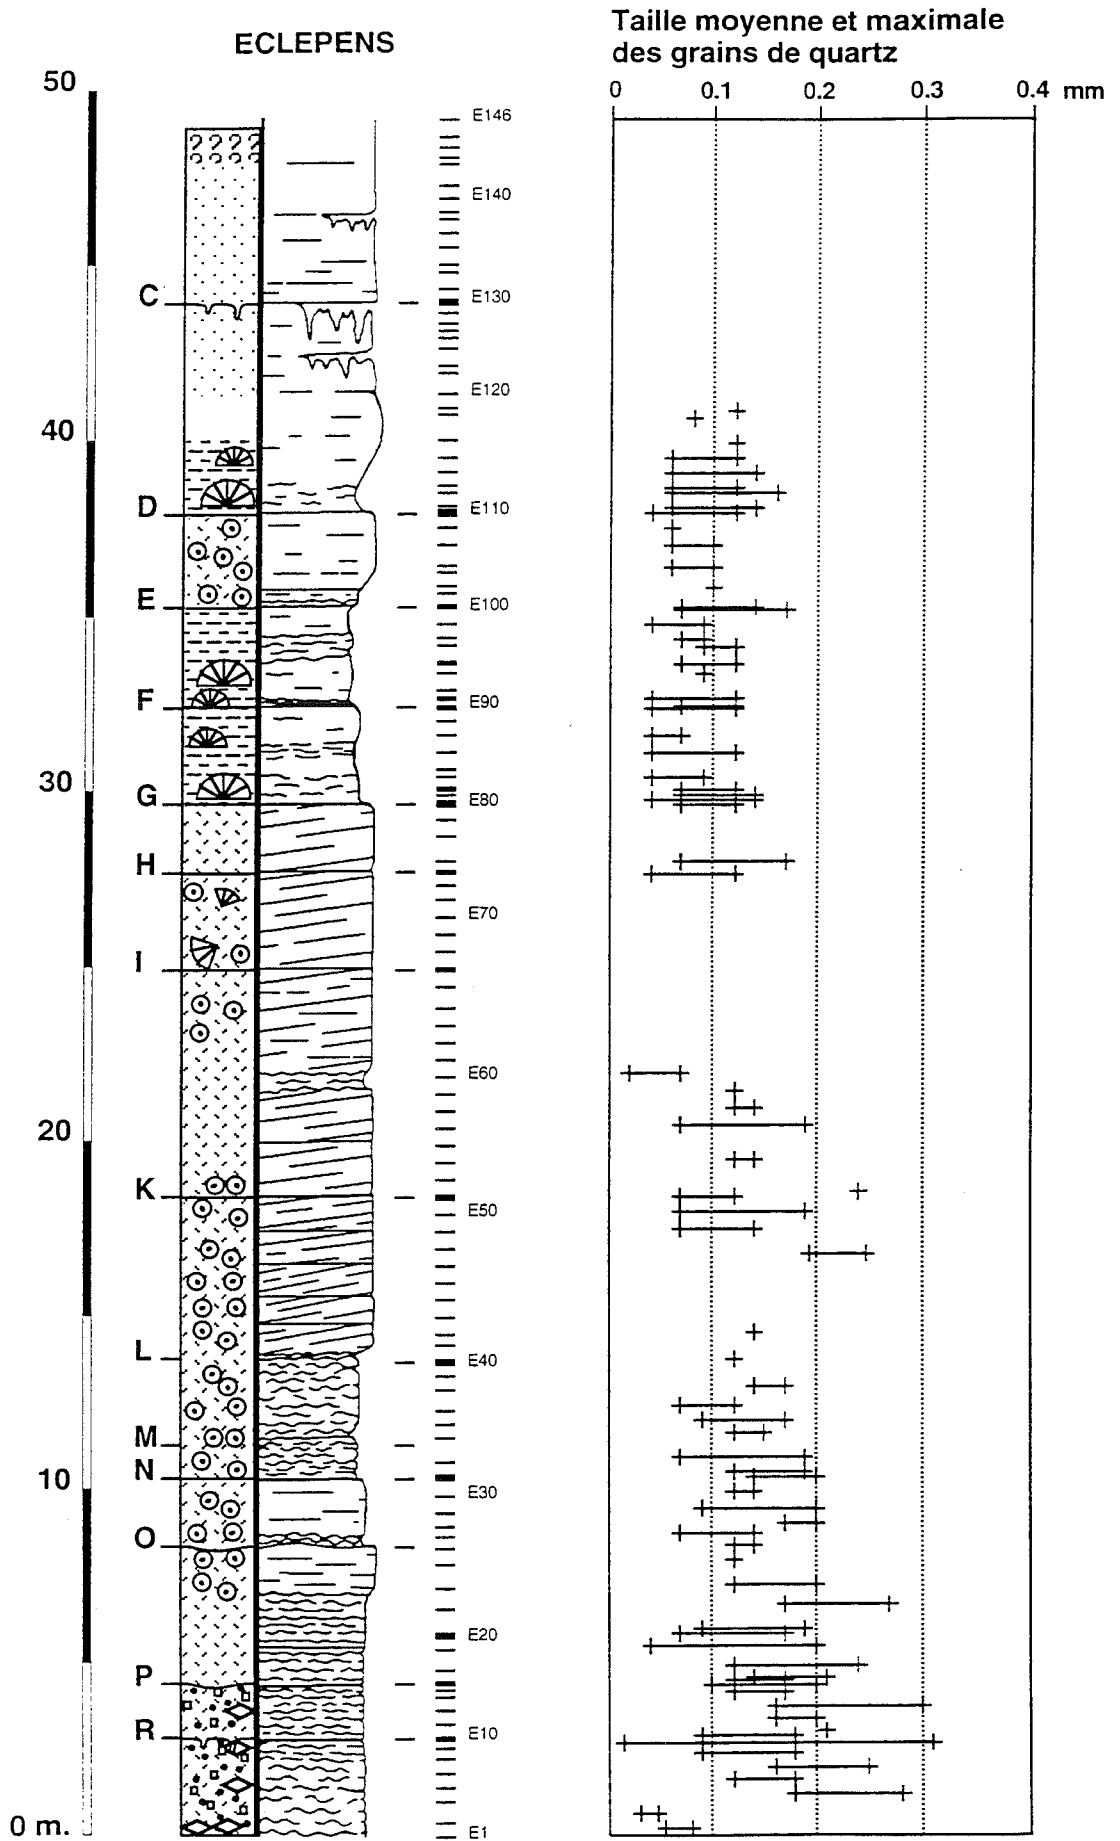 ECLEPENS
Taille moyenne et maximale
des grains de quartz
0 0.1 0.2 0.3 0.4 mm
50
E146
? ? ? ?
? ? ? ?
E140
C
E130
E120
40
D
E110
E
E100
F
E90
30
G
E80
H
E70
I
E60
20
K
E50
L
E40
M
N
10
E30
O
E20
P
R
E10
0 m.
E1